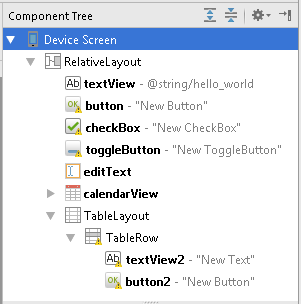 Component Tree
Device Screen
RelativeLayout
Ab textView - @string/hello_world
OK button - "New Button"
checkBox - "New CheckBox"
toggleButton - "New ToggleButton"
editText
calendarView
TableLayout
TableRow
Ab textView2 - "New Text"
OK button2 - "New Button"